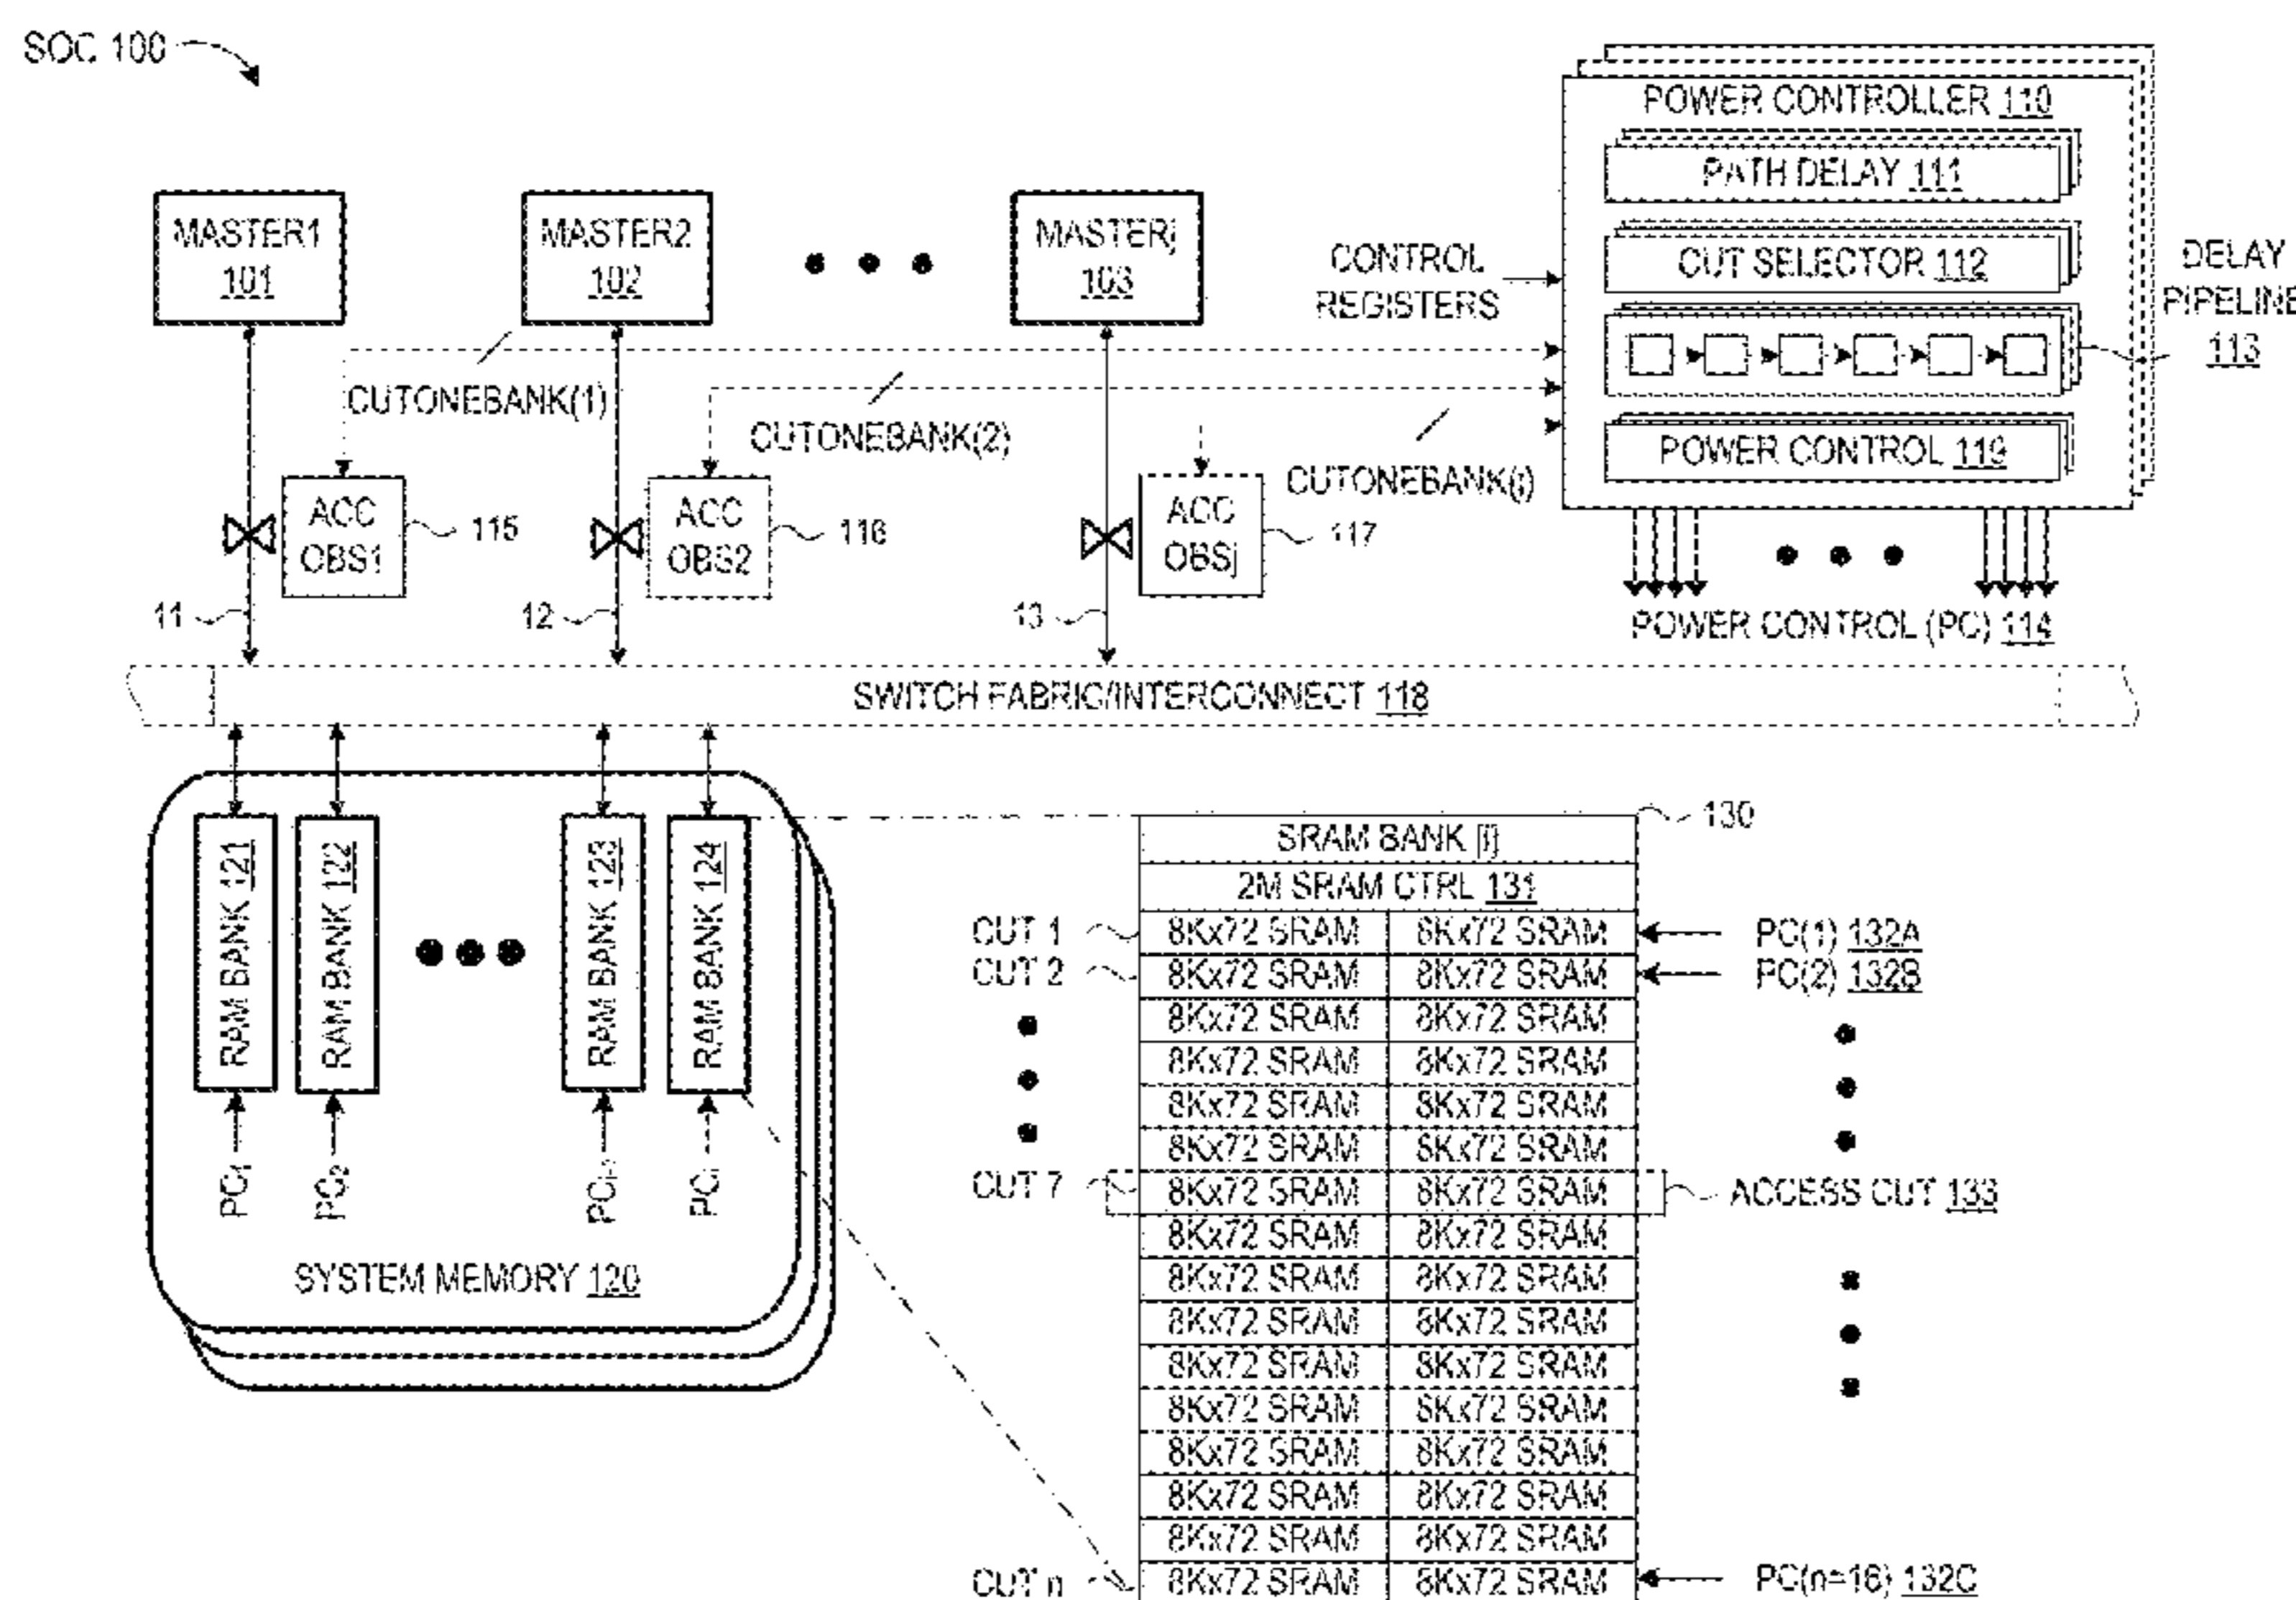 SOC 100
POWER CONTROLLER 110
PATH DELAY 111
CUT SELECTOR 112
DELAY
PIPELINE
113
POWER CONTROL 119
CONTROL
REGISTERS
MASTER1
101
MASTER2
102
MASTERj
103
CUTONEBANK(1)
CUTONEBANK(2)
CUTONEBANK(j)
ACC
OBS1
115
ACC
OBS2
116
ACC
OBSj
117
11
12
13
POWER CONTROL (PC) 114
SWITCH FABRIC/INTERCONNECT 118
RAM BANK 121
RAM BANK 122
RAM BANK 123
RAM BANK 124
PC1
PC2
SYSTEM MEMORY 120
130
SRAM BANK [i]
2M SRAM CTRL 131
CUT 1 8Kx72 SRAM 8Kx72 SRAM PC(1) 132A
CUT 2 8Kx72 SRAM 8Kx72 SRAM PC(2) 132B
8Kx72 SRAM 8Kx72 SRAM
8Kx72 SRAM 8Kx72 SRAM
8Kx72 SRAM 8Kx72 SRAM
8Kx72 SRAM 8Kx72 SRAM
CUT 7 8Kx72 SRAM 8Kx72 SRAM ACCESS CUT 133
8Kx72 SRAM 8Kx72 SRAM
8Kx72 SRAM 8Kx72 SRAM
8Kx72 SRAM 8Kx72 SRAM
8Kx72 SRAM 8Kx72 SRAM
8Kx72 SRAM 8Kx72 SRAM
8Kx72 SRAM 8Kx72 SRAM
8Kx72 SRAM 8Kx72 SRAM
8Kx72 SRAM 8Kx72 SRAM
CUT n 8Kx72 SRAM 8Kx72 SRAM PC(n=16) 132C